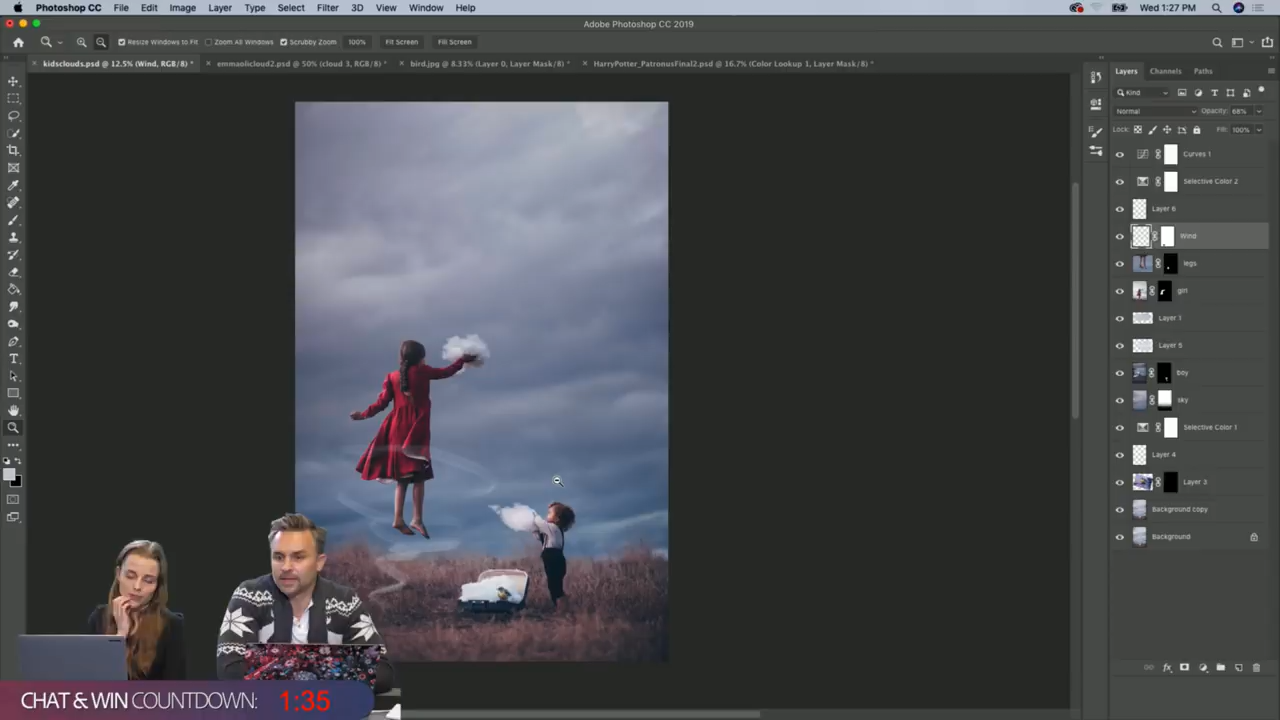 Photoshop CC File Edit Image Layer Type Select Filter 3D View Window Help Wed 1:27 PM
Adobe Photoshop CC 2019
Resize Windows to Fit Zoom All Windows Scrubby Zoom 100% Fit Screen Fill Screen
kidsclouds.psd @ 12.5% (Wind, RGB/8) * emmaolicloud2.psd @ 50% (cloud 3, RGB/8) * bird.jpg @ 8.33% (Layer 0, Layer Mask/8) * HarryPotter_PatronusFinal2.psd @ 16.7% (Color Lookup 1, Layer Mask/8) *
Layers Channels Paths
Kind
Normal Opacity: 68%
Lock: Fill: 100%
Curves 1
Selective Color 2
Layer 6
Wind
legs
girl
Layer 5
boy
sky
Selective Color 1
Layer 4
Layer 3
Background copy
Background
CHAT & WIN COUNTDOWN: 1:35